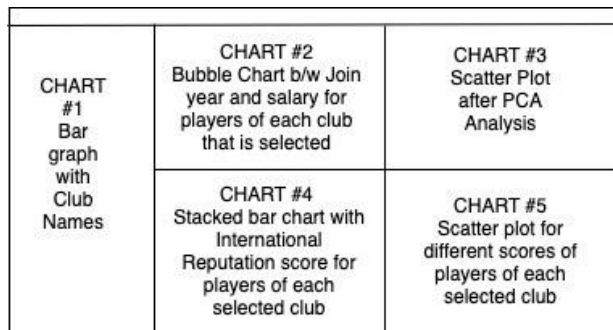 CHART
#1
Bar
graph
with
Club
Names
CHART #2
Bubble Chart b/w Join
year and salary for
players of each club
that is selected
CHART #3
Scatter Plot
after PCA
Analysis
CHART #4
Stacked bar chart with
International
Reputation score for
players of each
selected club
CHART #5
Scatter plot for
different scores of
players of each
selected club